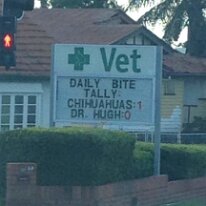 Vet
DAILY BITE
TALLY:
CHIHUAHUAS:1
DR. HUGH:0